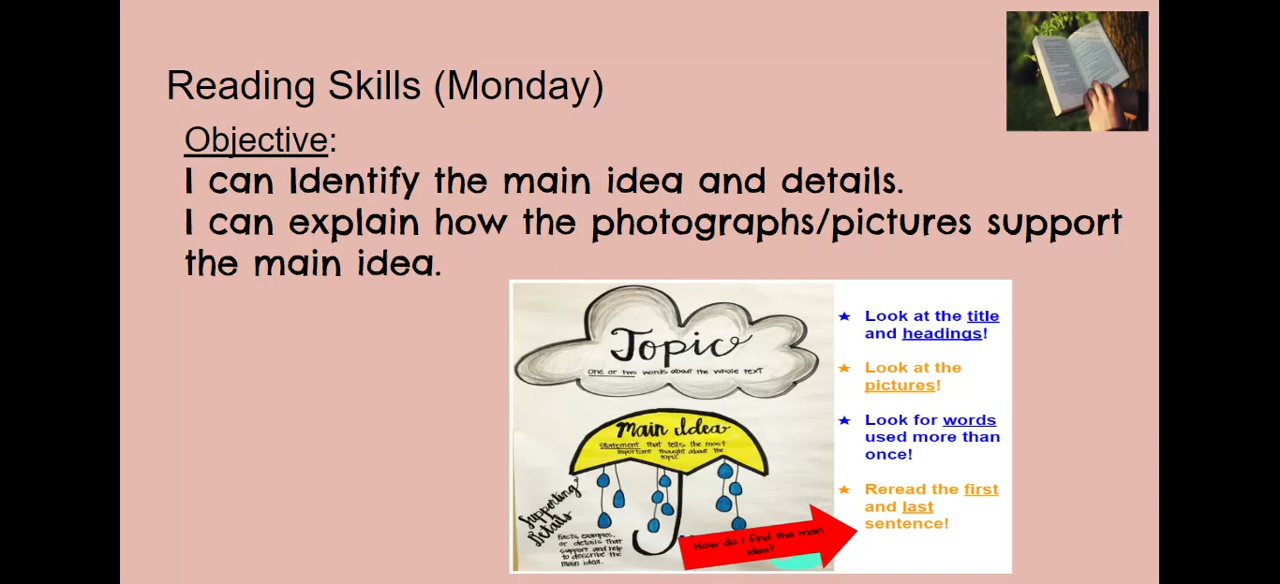 Reading Skills (Monday)
Objective:
I can Identify the main idea and details.
I can explain how the photographs/pictures support
the main idea.
Topic
one or two words about the whole text
Main Idea
Statement that tells the most
important thought about the
topic
Supporting
Details
Facts, examples,
or details that
support and help
to describe the
main idea.
How do I find the main
idea?
★ Look at the title
and headings!
★ Look at the
pictures!
★ Look for words
used more than
once!
★ Reread the first
and last
sentence!